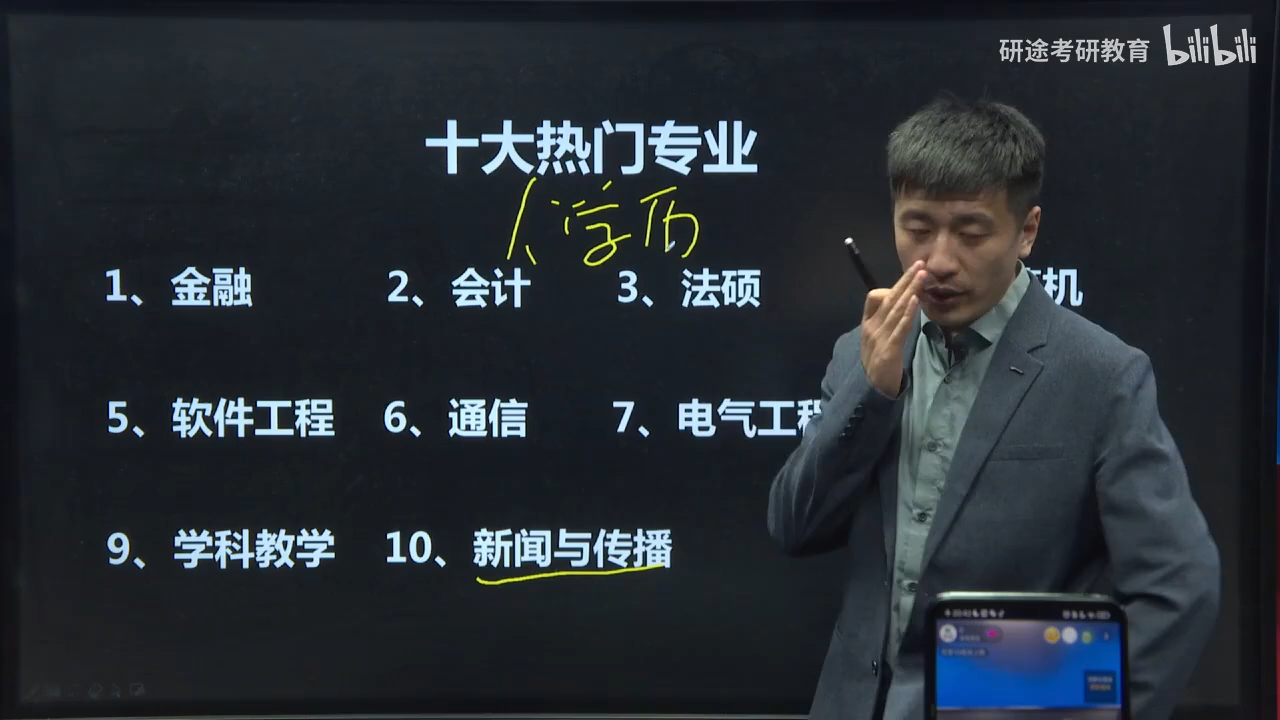 研途考研教育 bilibili
十大热门专业
学历
1、金融 2、会计 3、法硕 机
5、软件工程 6、通信 7、电气工程
9、学科教学 10、新闻与传播